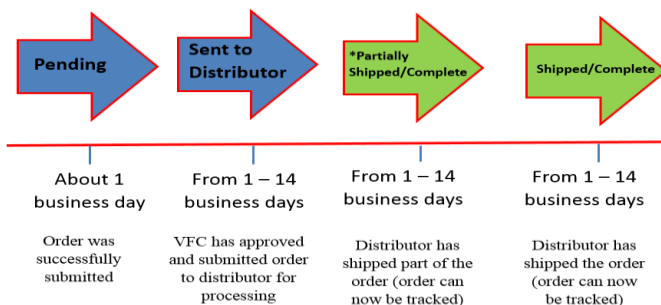 Pending
Sent to
Distributor
*Partially
Shipped/Complete
Shipped/Complete
About 1
business day
From 1 – 14
business days
From 1 – 14
business days
From 1 – 14
business days
Order was
successfully
submitted
VFC has approved
and submitted order
to distributor for
processing
Distributor has
shipped part of the
order (order can
now be tracked)
Distributor has
shipped the order
(order can now
be tracked)